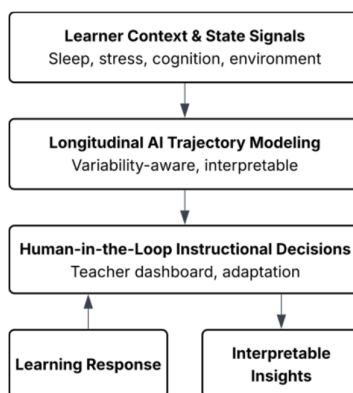 Learner Context & State Signals
Sleep, stress, cognition, environment
Longitudinal AI Trajectory Modeling
Variability-aware, interpretable
Human-in-the-Loop Instructional Decisions
Teacher dashboard, adaptation
Learning Response
Interpretable
Insights